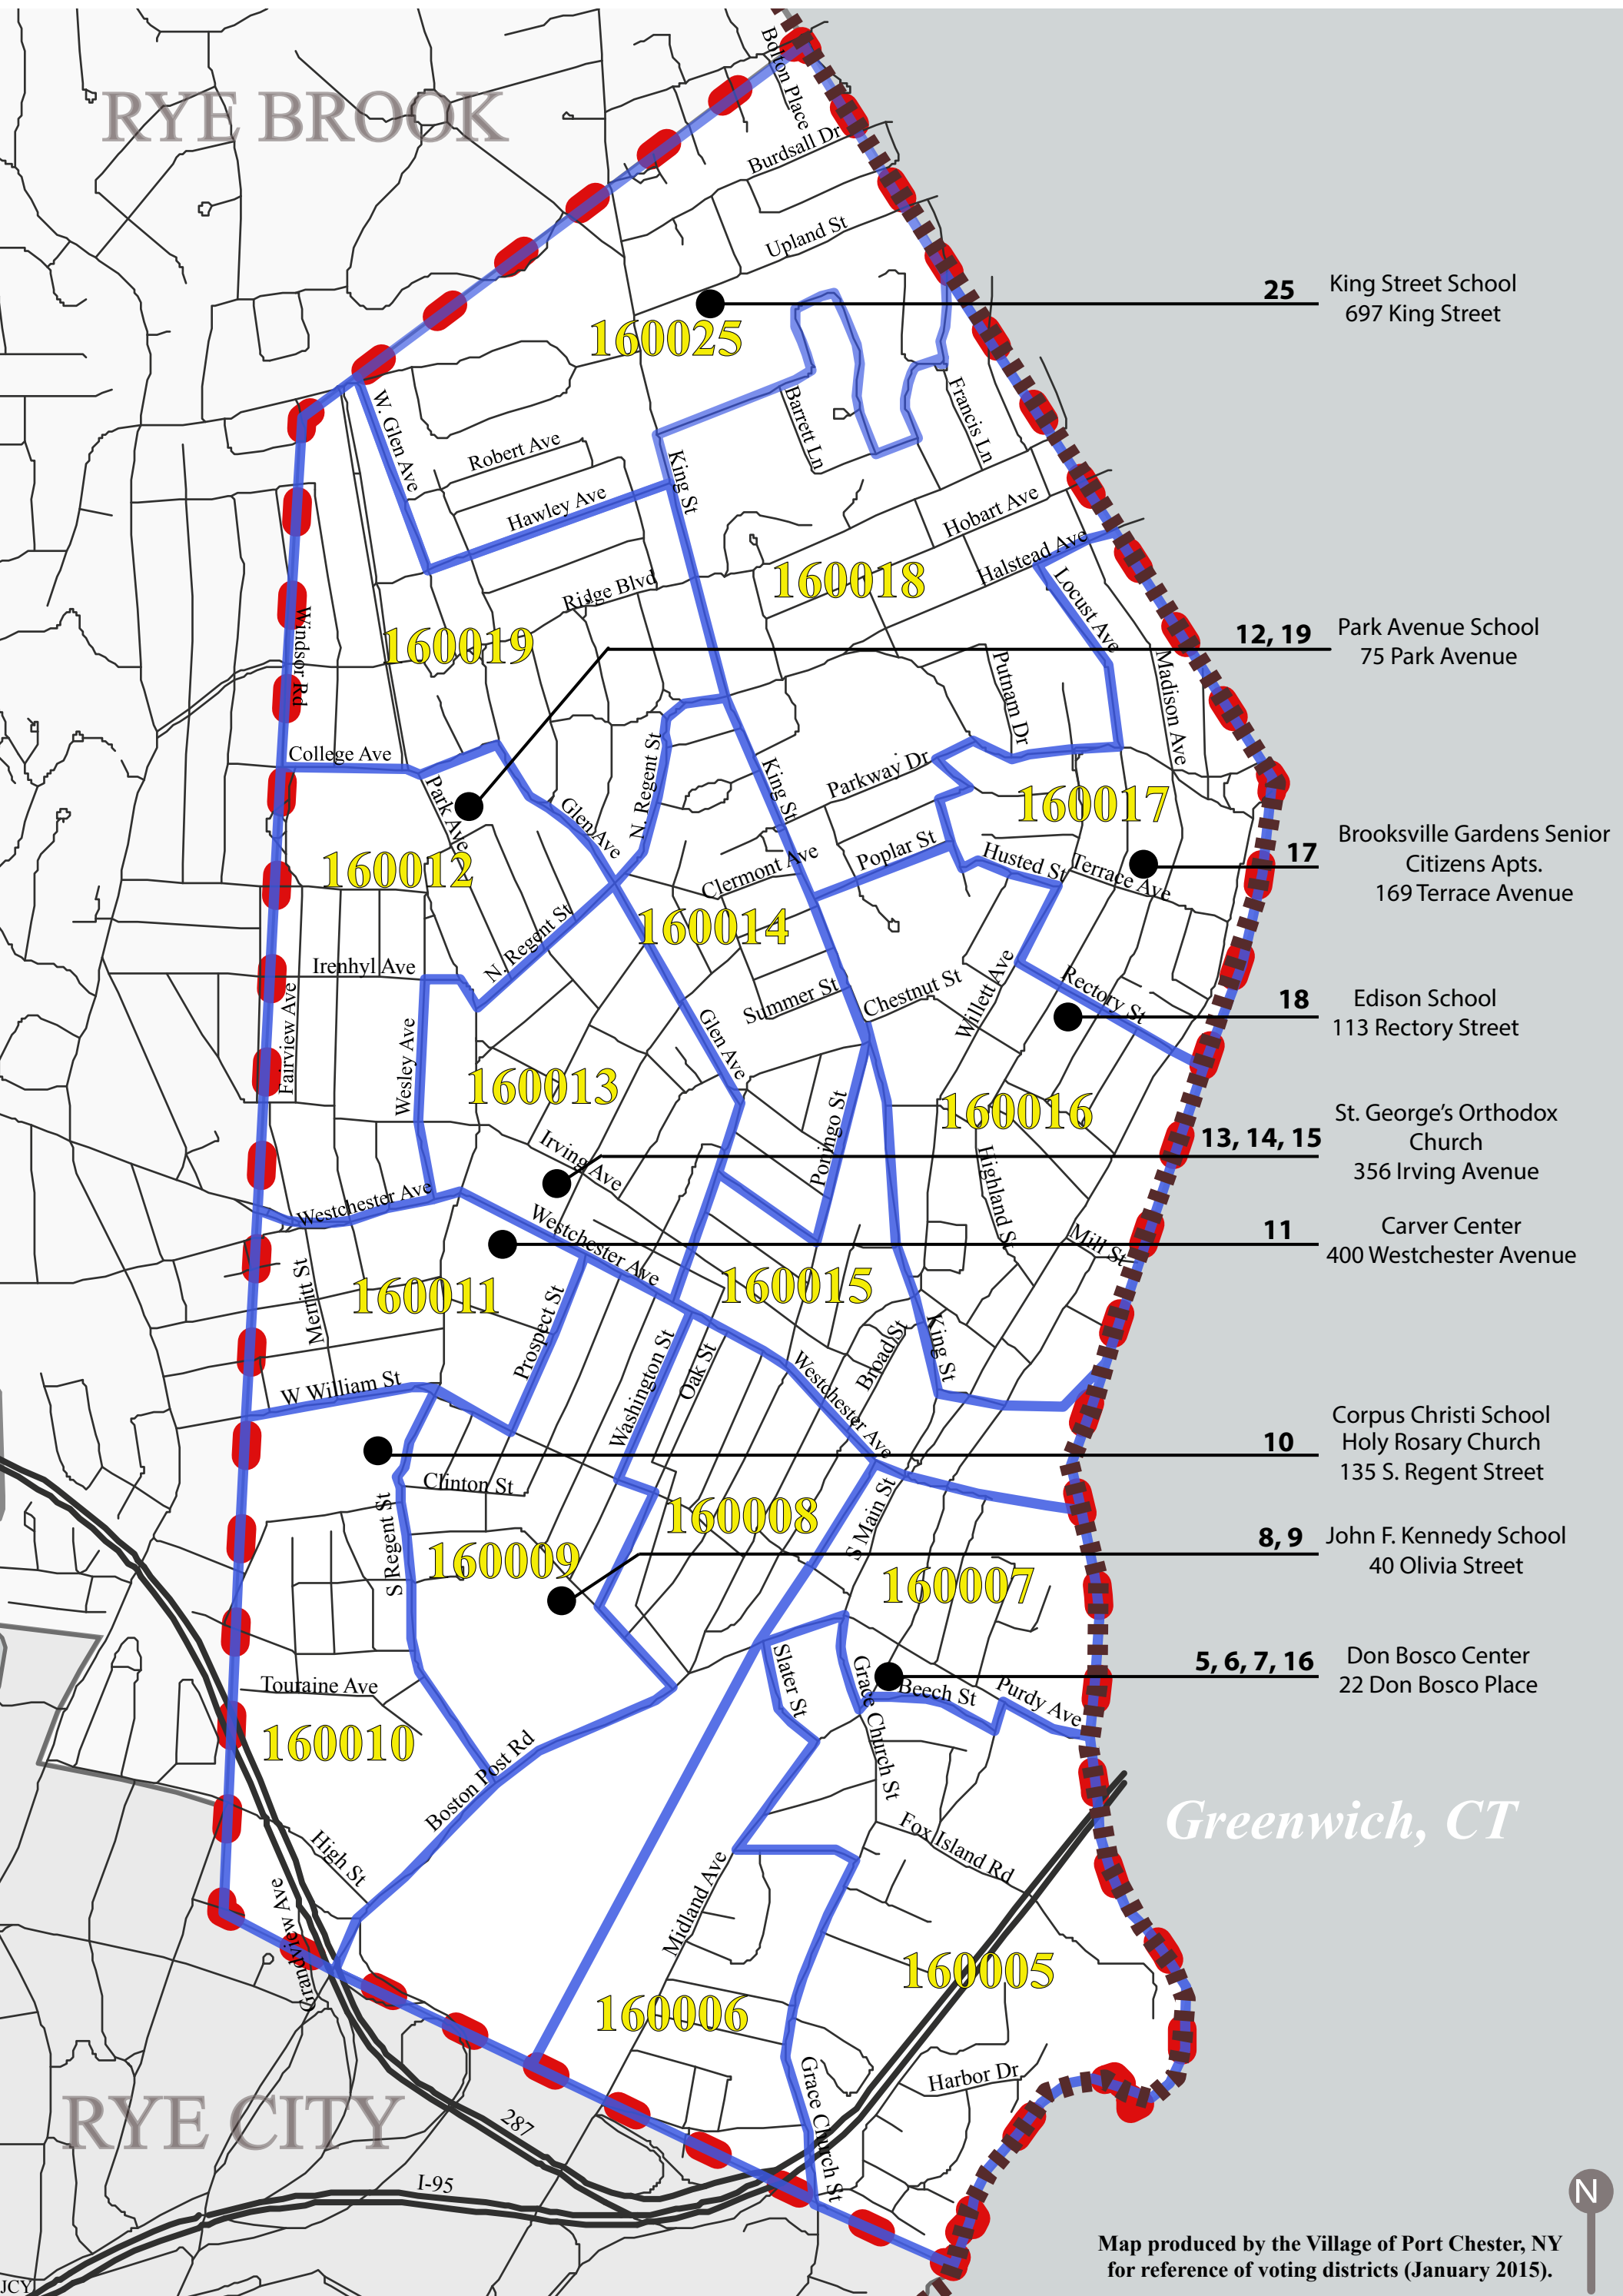 Bolton Place
RYE BROOK
Burdsall Dr
Upland St
25
King Street School
697 King Street
160025
W. Glen Ave
Barrett Ln
Francis Ln
Robert Ave
King St
Hawley Ave
Hobart Ave
Halstead Ave
160018
Ridge Blvd
Locust Ave
Windsor Rd
160019
12, 19
Park Avenue School
75 Park Avenue
Putnam Dr
Madison Ave
College Ave
N. Regent St
King St
Parkway Dr
Park Ave
Glen Ave
160017
Poplar St
Husted St
Terrace Ave
17
Brooksville Gardens Senior
Citizens Apts.
169 Terrace Avenue
160012
Clermont Ave
160014
N. Regent St
Irenhyl Ave
Summer St
Chestnut St
Willett Ave
Rectory St
18
Edison School
113 Rectory Street
Fairview Ave
Wesley Ave
Glen Ave
160013
160016
Poningo St
Irving Ave
13, 14, 15
St. George’s Orthodox
Church
356 Irving Avenue
Highland St
Westchester Ave
Westchester Ave
Mill St
11
Carver Center
400 Westchester Avenue
Merritt St
160011
160015
Prospect St
Washington St
Oak St
Broad St
King St
W William St
Westchester Ave
10
Corpus Christi School
Holy Rosary Church
135 S. Regent Street
Clinton St
S Regent St
160008
S Main St
160009
8, 9
John F. Kennedy School
40 Olivia Street
160007
Slater St
Grace Church St
Beech St
Purdy Ave
5, 6, 7, 16
Don Bosco Center
22 Don Bosco Place
Touraine Ave
160010
Boston Post Rd
Greenwich, CT
High St
Fox Island Rd
Midland Ave
Grandview Ave
160005
160006
Harbor Dr
Grace Church St
RYE CITY
287
I-95
N
Map produced by the Village of Port Chester, NY
for reference of voting districts (January 2015).
JCY